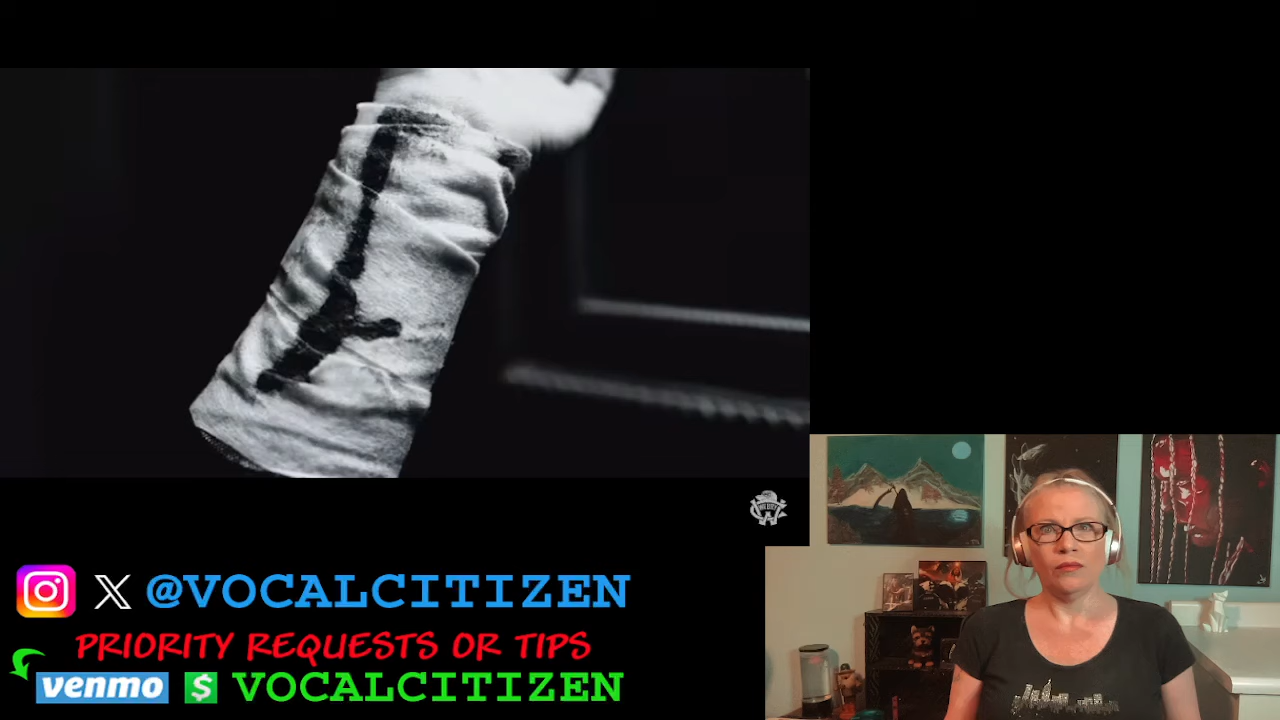 @VOCALCITIZEN
PRIORITY REQUESTS OR TIPS
venmo $ VOCALCITIZEN